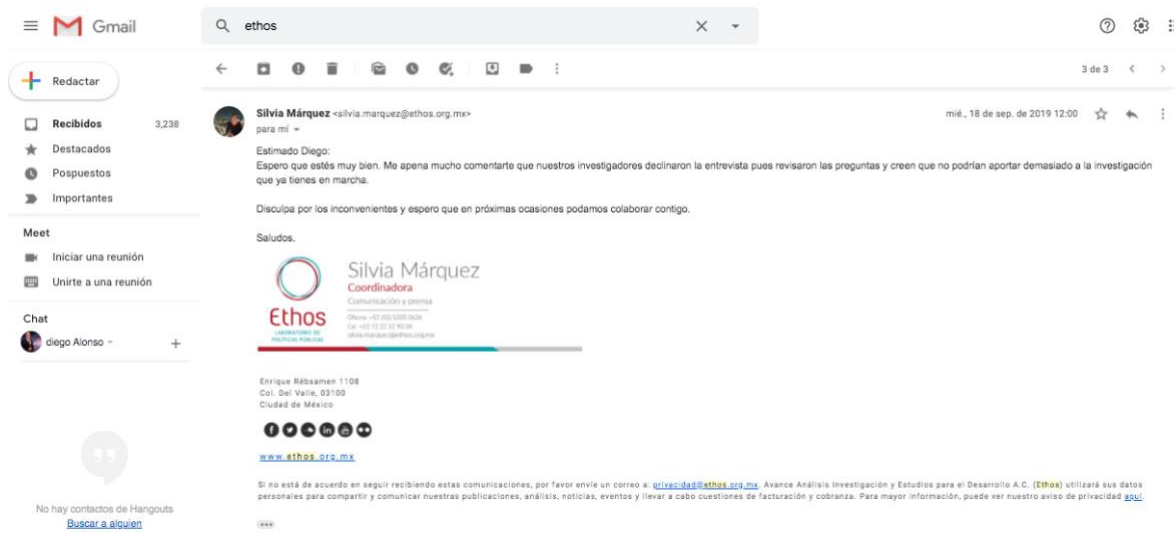 Gmail
ethos
Redactar
3 de 3
Recibidos 3,238
Destacados
Pospuestos
Importantes
Meet
Iniciar una reunión
Unirte a una reunión
Chat
diego Alonso
No hay contactos de Hangouts
Buscar a alguien
Silvia Márquez <silvia.marquez@ethos.org.mx>
mié., 18 de sep. de 2019 12:00
para mí
Estimado Diego:
Espero que estés muy bien. Me apena mucho comentarte que nuestros investigadores declinaron la entrevista pues revisaron las preguntas y creen que no podrían aportar demasiado a la investigación
que ya tienes en marcha.
Disculpa por los inconvenientes y espero que en próximas ocasiones podamos colaborar contigo.
Saludos.
Ethos
LABORATORIO DE
POLÍTICAS PÚBLICAS
Silvia Márquez
Coordinadora
Comunicación y prensa
silvia.marquez@ethos.org.mx
Enrique Rébsamen 1108
Col. Del Valle, 03100
Ciudad de México
www.ethos.org.mx
Si no está de acuerdo en seguir recibiendo estas comunicaciones, por favor envíe un correo a: privacidad@ethos.org.mx. Avance Análisis Investigación y Estudios para el Desarrollo A.C. (Ethos) utilizará sus datos
personales para compartir y comunicar nuestras publicaciones, análisis, noticias, eventos y llevar a cabo cuestiones de facturación y cobranza. Para mayor información, puede ver nuestro aviso de privacidad aquí.